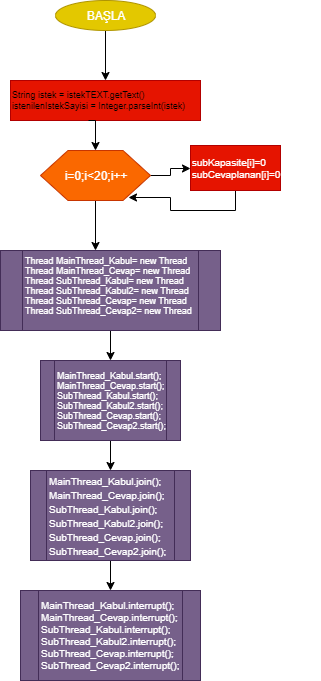 BAŞLA
String istek = istekTEXT.getText()
istenilenIstekSayisi = Integer.parseInt(istek)
i=0;i<20;i++
subKapasite[i]=0
subCevaplanan[i]=0
Thread MainThread_Kabul= new Thread
Thread MainThread_Cevap= new Thread
Thread SubThread_Kabul= new Thread
Thread SubThread_Kabul2= new Thread
Thread SubThread_Cevap= new Thread
Thread SubThread_Cevap2= new Thread
MainThread_Kabul.start();
MainThread_Cevap.start();
SubThread_Kabul.start();
SubThread_Kabul2.start();
SubThread_Cevap.start();
SubThread_Cevap2.start();
MainThread_Kabul.join();
MainThread_Cevap.join();
SubThread_Kabul.join();
SubThread_Kabul2.join();
SubThread_Cevap.join();
SubThread_Cevap2.join();
MainThread_Kabul.interrupt();
MainThread_Cevap.interrupt();
SubThread_Kabul.interrupt();
SubThread_Kabul2.interrupt();
SubThread_Cevap.interrupt();
SubThread_Cevap2.interrupt();